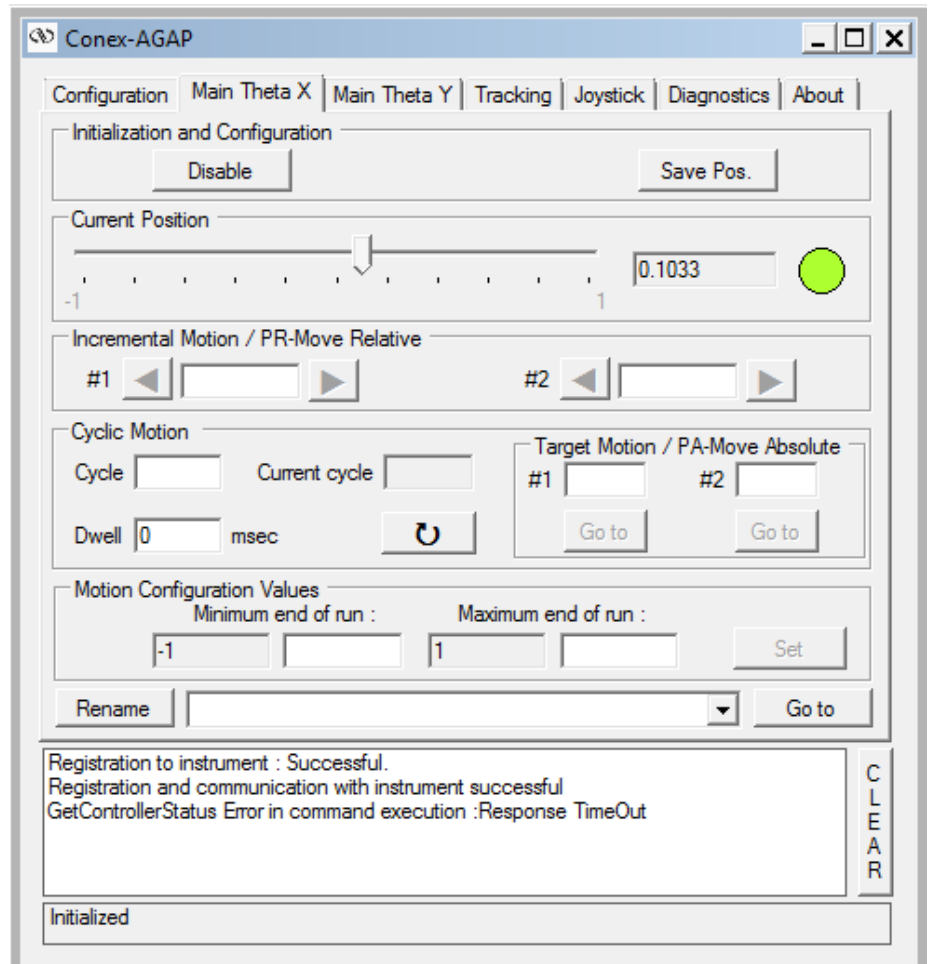 Conex-AGAP
Configuration Main Theta X Main Theta Y Tracking Joystick Diagnostics About
Initialization and Configuration
Disable Save Pos.
Current Position
0.1033
-1 1
Incremental Motion / PR-Move Relative
#1 #2
Cyclic Motion
Cycle Current cycle
Dwell 0 msec
Target Motion / PA-Move Absolute
#1 #2
Go to Go to
Motion Configuration Values
Minimum end of run : Maximum end of run :
-1 1 Set
Rename Go to
Registration to instrument : Successful.
Registration and communication with instrument successful
GetControllerStatus Error in command execution :Response TimeOut
CLEAR
Initialized